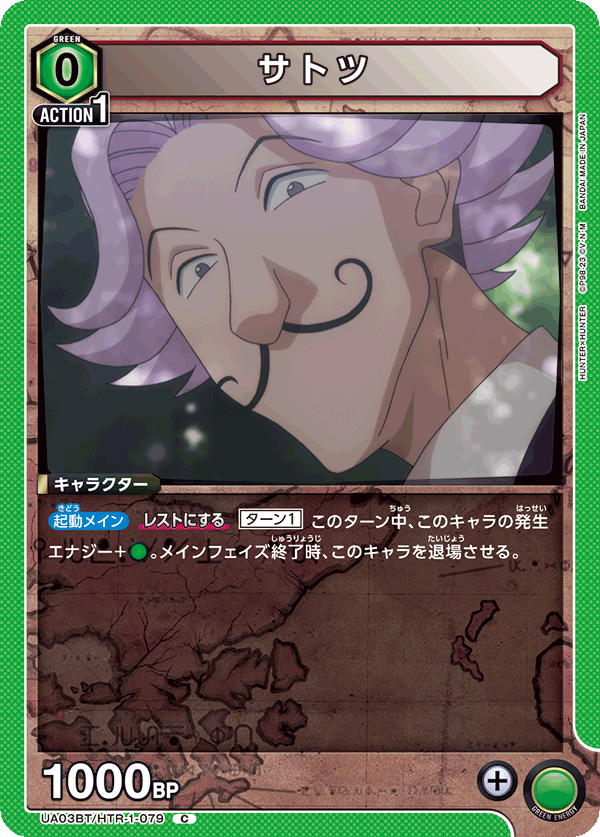 GREEN
0
サトツ
ACTION 1
HUNTER×HUNTER ©P98-23 ©V・N・M BANDAI MADE IN JAPAN
キャラクター
起動メイン レストにする ターン1 このターン中、このキャラの発生
エナジー+。メインフェイズ終了時、このキャラを退場させる。
1000BP
+
GREEN ENERGY
UA03BT/HTR-1-079 C